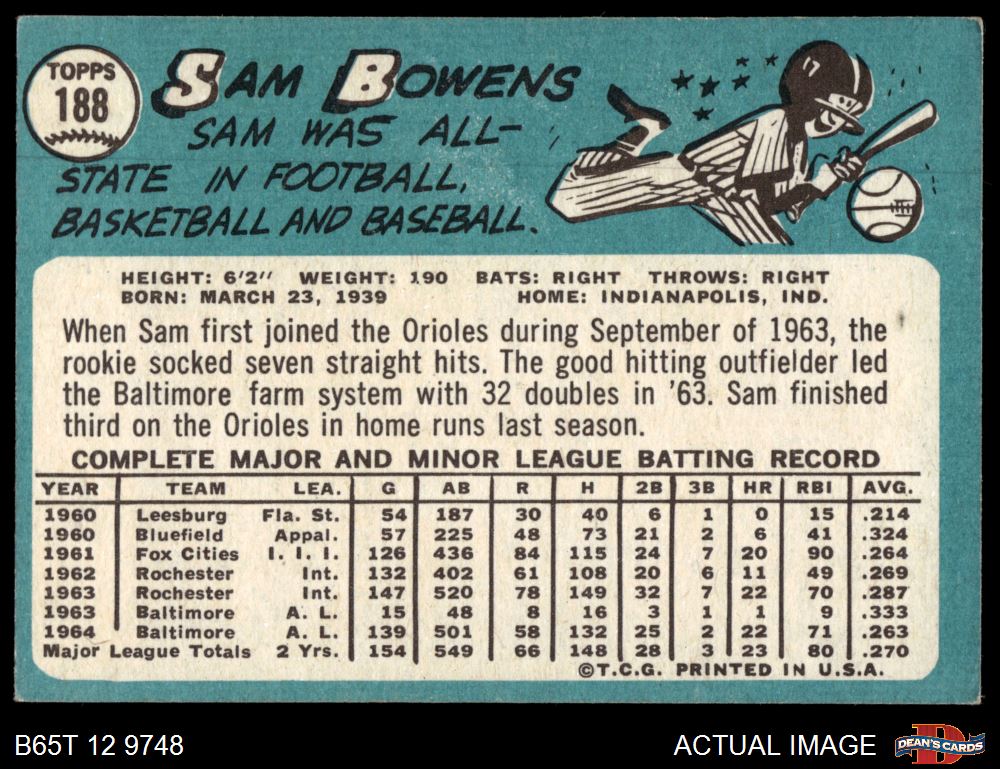 TOPPS
188
SAM BOWENS
SAM WAS ALL-
STATE IN FOOTBALL,
BASKETBALL AND BASEBALL.
HEIGHT: 6'2" WEIGHT: 190 BATS: RIGHT THROWS: RIGHT
BORN: MARCH 23, 1939 HOME: INDIANAPOLIS, IND.
When Sam first joined the Orioles during September of 1963, the
rookie socked seven straight hits. The good hitting outfielder led
the Baltimore farm system with 32 doubles in '63. Sam finished
third on the Orioles in home runs last season.
COMPLETE MAJOR AND MINOR LEAGUE BATTING RECORD
YEAR TEAM LEA. G AB R H 2B 3B HR RBI AVG.
1960 Leesburg Fla. St. 54 187 30 40 6 1 0 15 .214
1960 Bluefield Appal. 57 225 48 73 21 2 6 41 .324
1961 Fox Cities I. I. I. 126 436 84 115 24 7 20 90 .264
1962 Rochester Int. 132 402 61 108 20 6 11 49 .269
1963 Rochester Int. 147 520 78 149 32 7 22 70 .287
1963 Baltimore A. L. 15 48 8 16 3 1 1 9 .333
1964 Baltimore A. L. 139 501 58 132 25 2 22 71 .263
Major League Totals 2 Yrs. 154 549 66 148 28 3 23 80 .270
©T.C.G. PRINTED IN U.S.A.
B65T 12 9748
ACTUAL IMAGE
D
DEAN'S CARDS